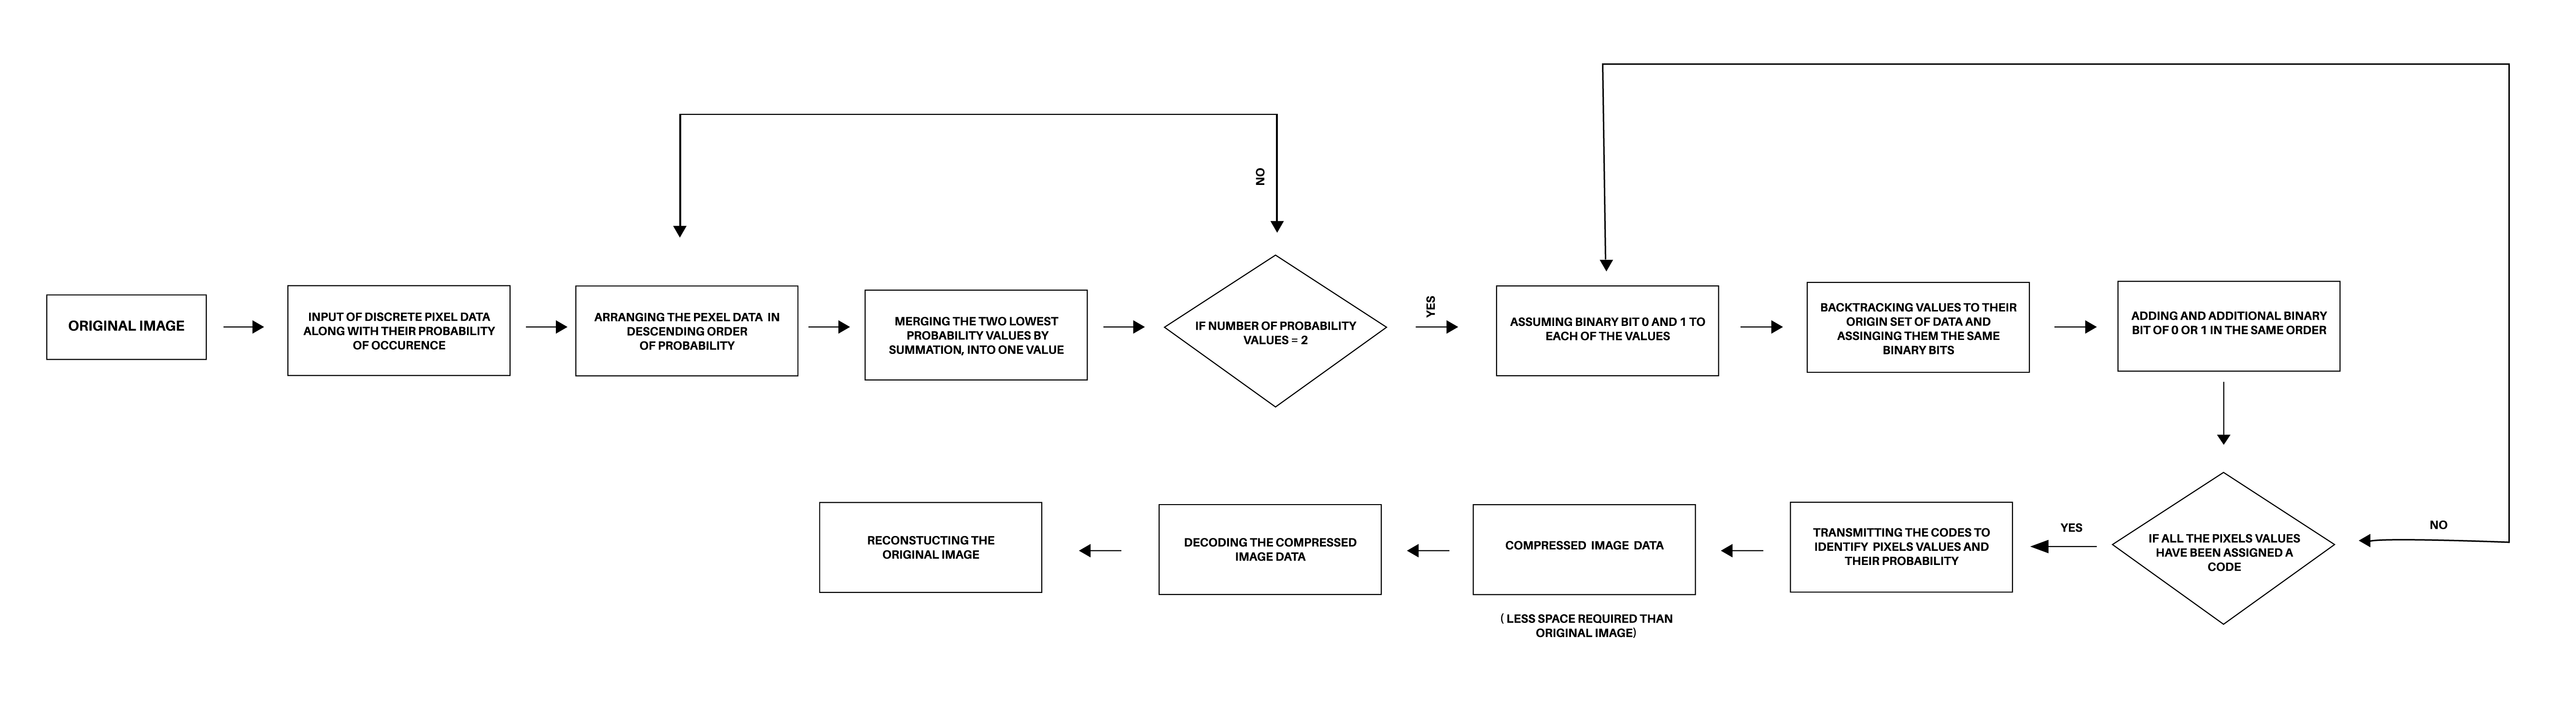 ORIGINAL IMAGE
INPUT OF DISCRETE PIXEL DATA
ALONG WITH THEIR PROBABILITY
OF OCCURENCE
ARRANGING THE PEXEL DATA IN
DESCENDING ORDER
OF PROBABILITY
MERGING THE TWO LOWEST
PROBABILITY VALUES BY
SUMMATION, INTO ONE VALUE
NO
IF NUMBER OF PROBABILITY
VALUES = 2
YES
ASSUMING BINARY BIT 0 AND 1 TO
EACH OF THE VALUES
BACKTRACKING VALUES TO THEIR
ORIGIN SET OF DATA AND
ASSINGING THEM THE SAME
BINARY BITS
ADDING AND ADDITIONAL BINARY
BIT OF 0 OR 1 IN THE SAME ORDER
NO
IF ALL THE PIXELS VALUES
HAVE BEEN ASSIGNED A
CODE
YES
TRANSMITTING THE CODES TO
IDENTIFY PIXELS VALUES AND
THEIR PROBABILITY
COMPRESSED IMAGE DATA
( LESS SPACE REQUIRED THAN
ORIGINAL IMAGE)
DECODING THE COMPRESSED
IMAGE DATA
RECONSTUCTING THE
ORIGINAL IMAGE